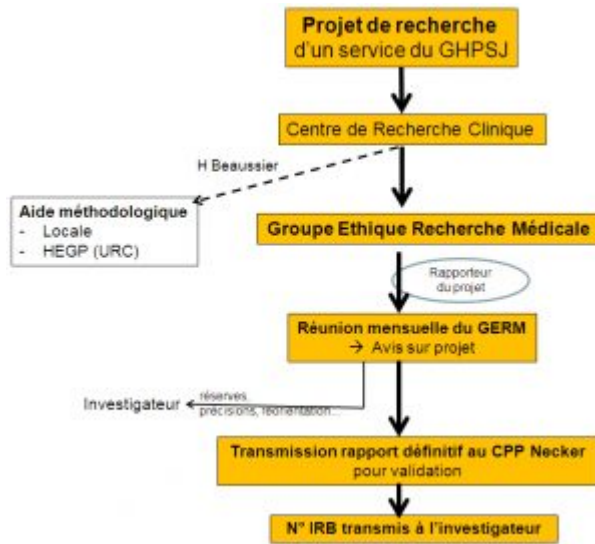 Projet de recherche
d'un service du GHPSJ
Centre de Recherche Clinique
H Beaussier
Aide méthodologique
- Locale
- HEGP (URC)
Groupe Ethique Recherche Médicale
Rapporteur
du projet
Réunion mensuelle du GERM
→ Avis sur projet
Investigateur
réserves,
précisions, réorientation...
Transmission rapport définitif au CPP Necker
pour validation
N° IRB transmis à l'investigateur